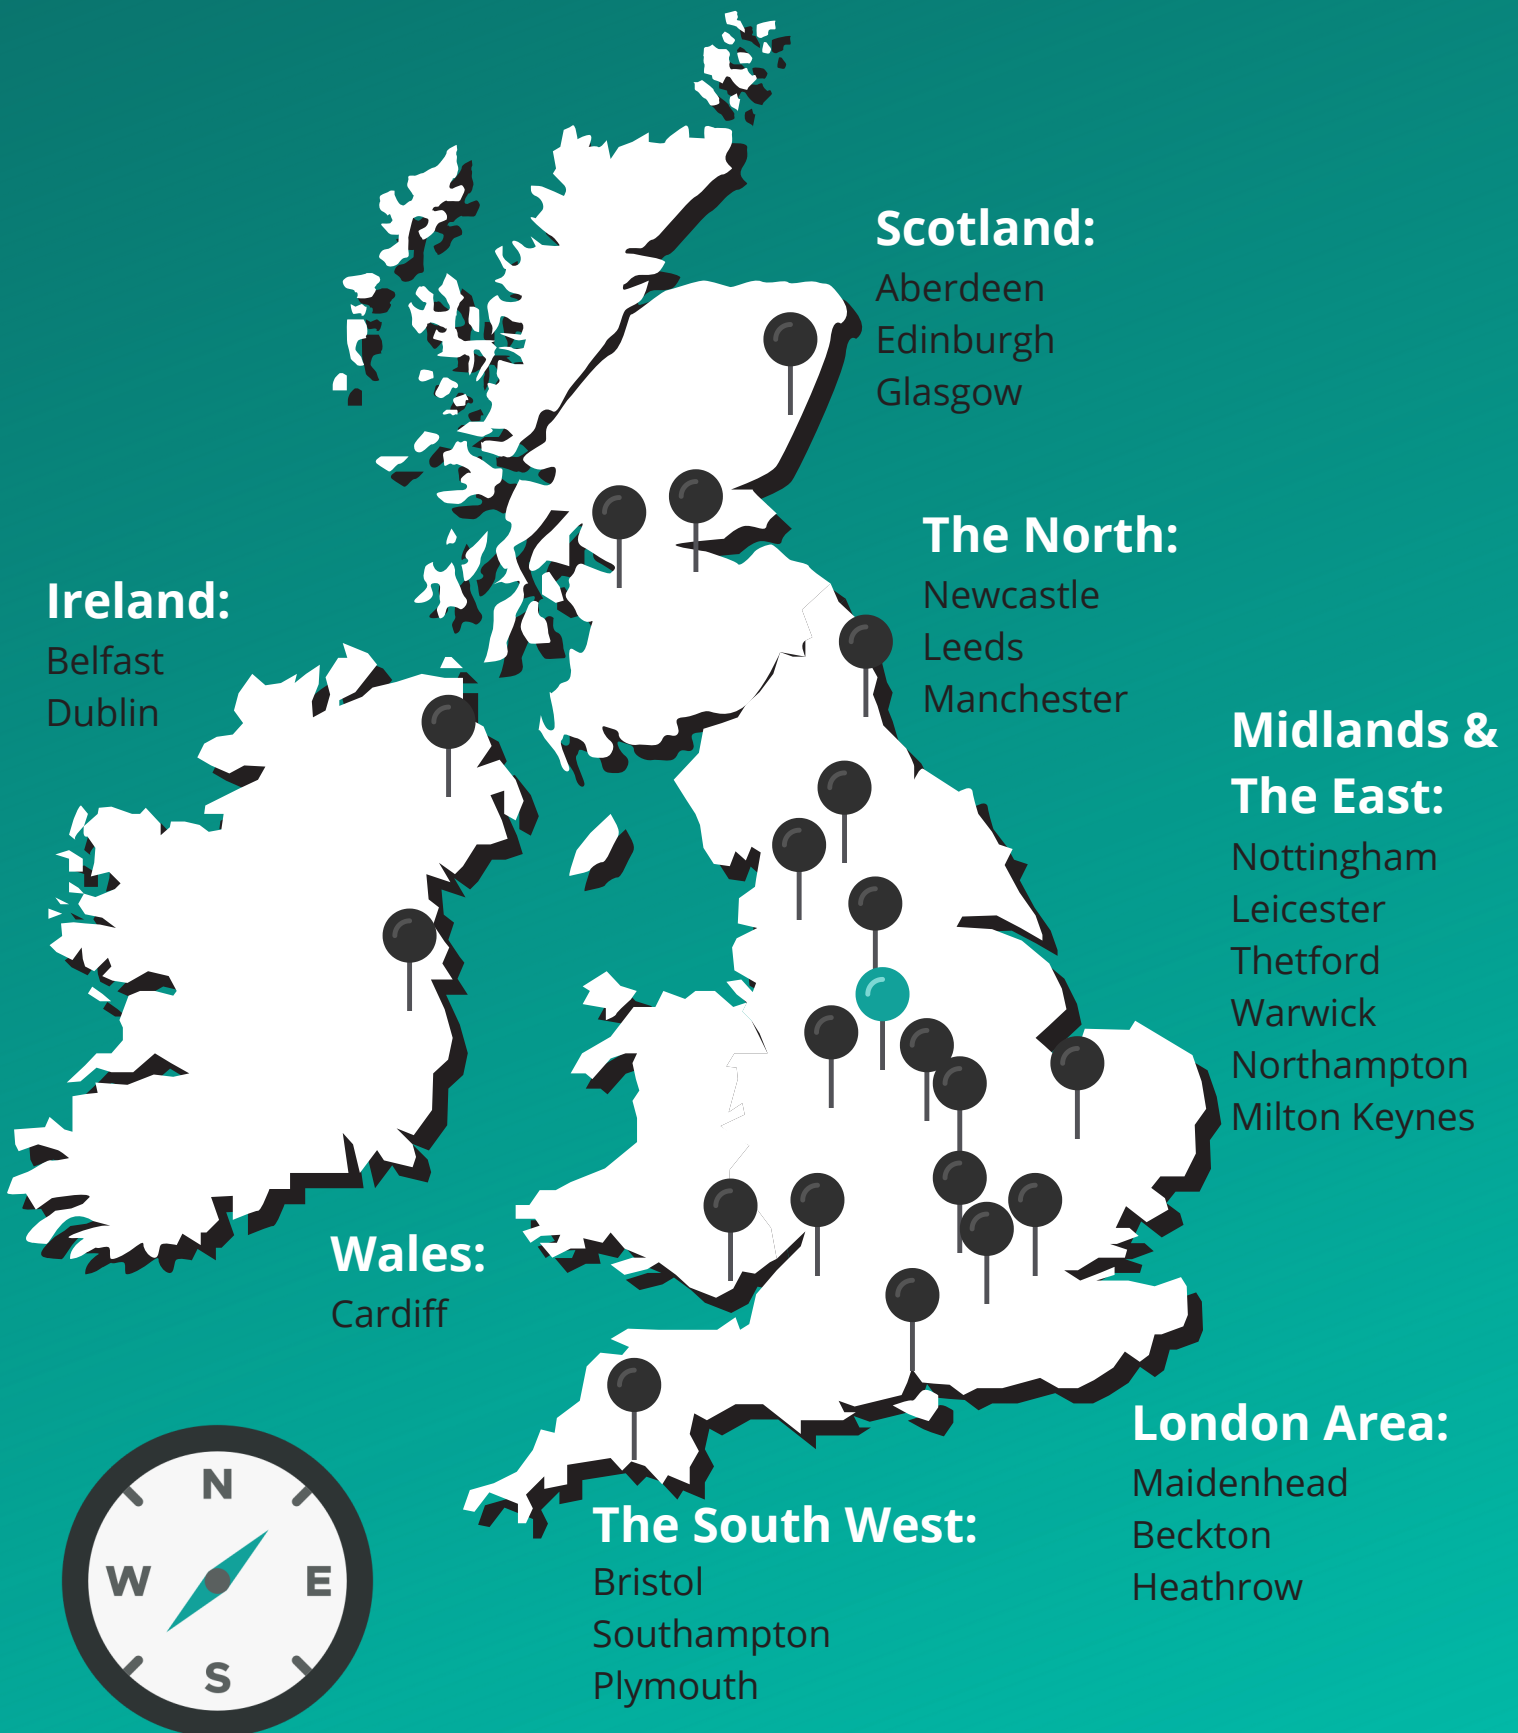 Scotland:
Aberdeen
Edinburgh
Glasgow
The North:
Newcastle
Leeds
Manchester
Ireland:
Belfast
Dublin
Midlands &
The East:
Nottingham
Leicester
Thetford
Warwick
Northampton
Milton Keynes
Wales:
Cardiff
London Area:
Maidenhead
Beckton
Heathrow
The South West:
Bristol
Southampton
Plymouth
N
W
E
S